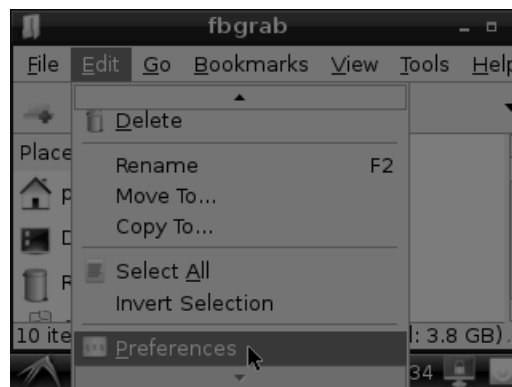 fbgrab
File Edit Go Bookmarks View Tools Help
Delete
Place
Rename F2
Move To...
Copy To...
Select All
Invert Selection
10 ite
Preferences
: 3.8 GB)
34